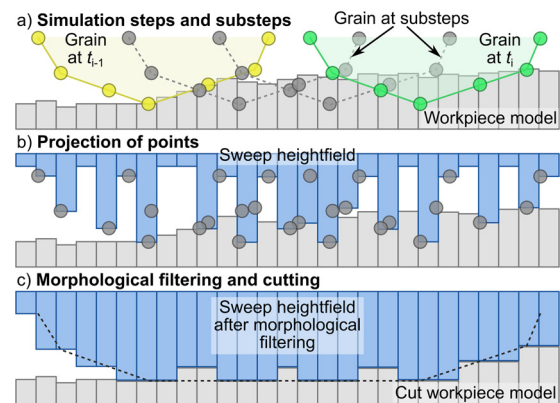 a) Simulation steps and substeps
Grain at substeps
Grain
at tᵢ₋₁
Grain
at tᵢ
Workpiece model
b) Projection of points
Sweep heightfield
c) Morphological filtering and cutting
Sweep heightfield
after morphological
filtering
Cut workpiece model